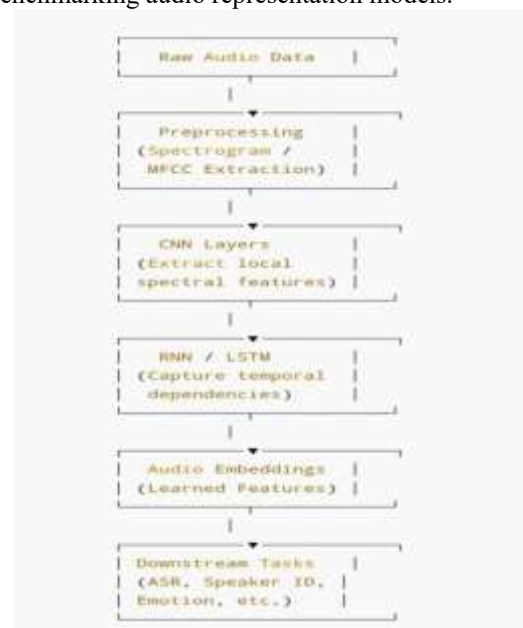 benchmarking audio representation models.
Raw Audio Data
Preprocessing
(Spectrogram /
MFCC Extraction)
CNN Layers
(Extract local
spectral features)
RNN / LSTM
(Capture temporal
dependencies)
Audio Embeddings
(Learned Features)
Downstream Tasks
(ASR, Speaker ID,
Emotion, etc.)